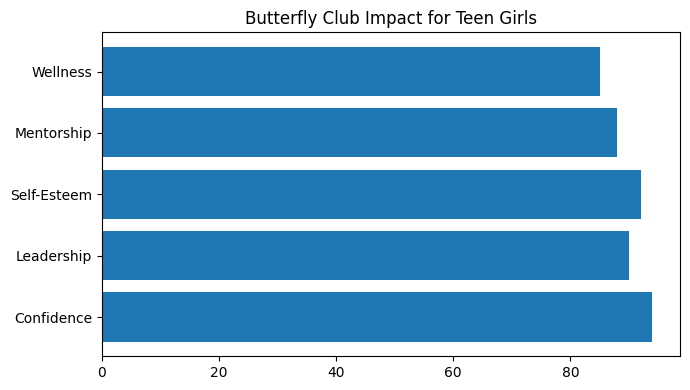 Butterfly Club Impact for Teen Girls
Wellness
Mentorship
Self-Esteem
Leadership
Confidence
0 20 40 60 80